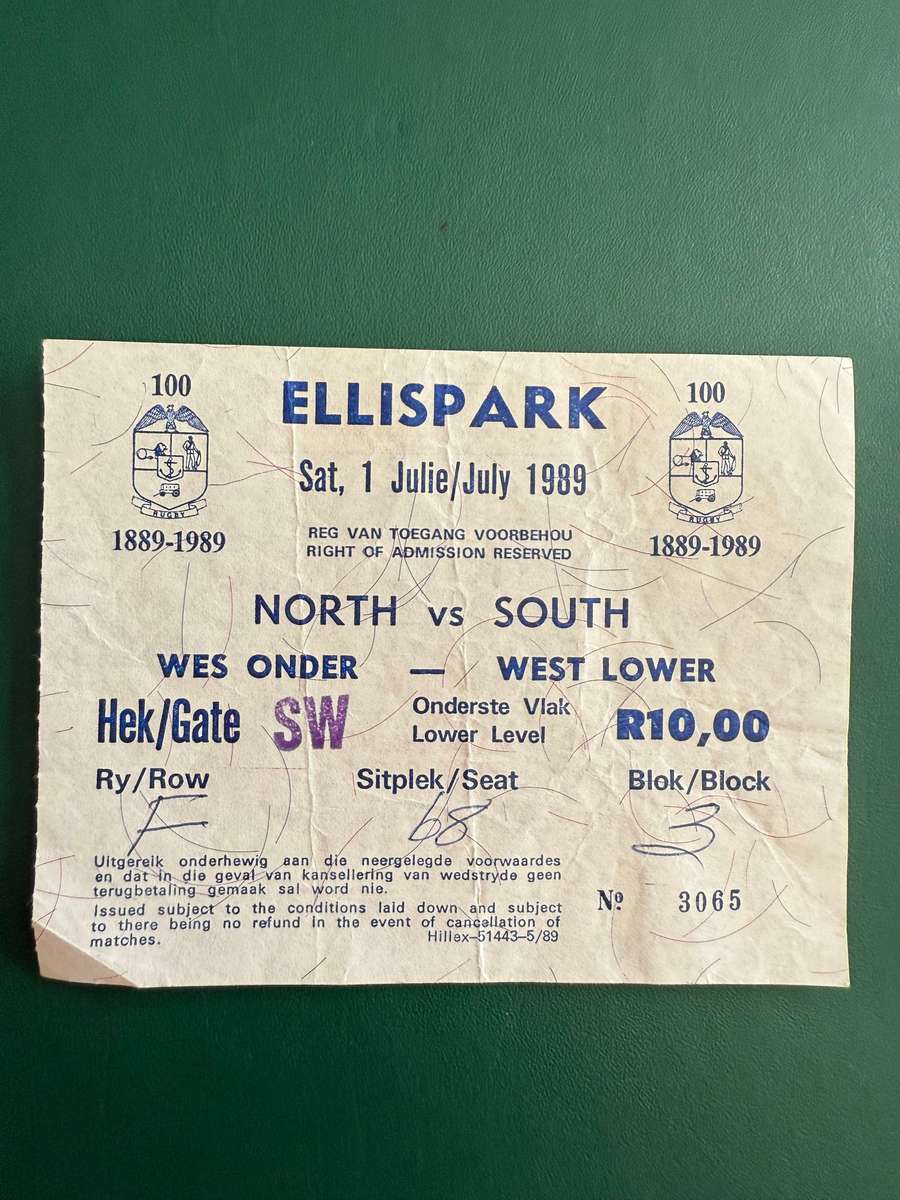 100
ELLISPARK
100
Sat, 1 Julie/July 1989
RUGBY
RUGBY
1889-1989
REG VAN TOEGANG VOORBEHOU
RIGHT OF ADMISSION RESERVED
1889-1989
NORTH vs SOUTH
WES ONDER — WEST LOWER
Hek/Gate SW
Onderste Vlak
Lower Level
R10,00
Ry/Row Sitplek/Seat Blok/Block
F 68 3
Uitgereik onderhewig aan die neergelegde voorwaardes
en dat in die geval van kansellering van wedstryde geen
terugbetaling gemaak sal word nie.
Issued subject to the conditions laid down and subject
to there being no refund in the event of cancellation of
matches.
Hillex-51443-5/89
Nº 3065